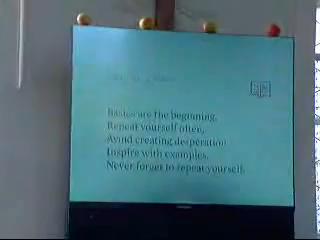 Basics are the beginning.
Repeat yourself often,
Avoid creating desperation
Inspire with examples.
Never forget to repeat yourself.